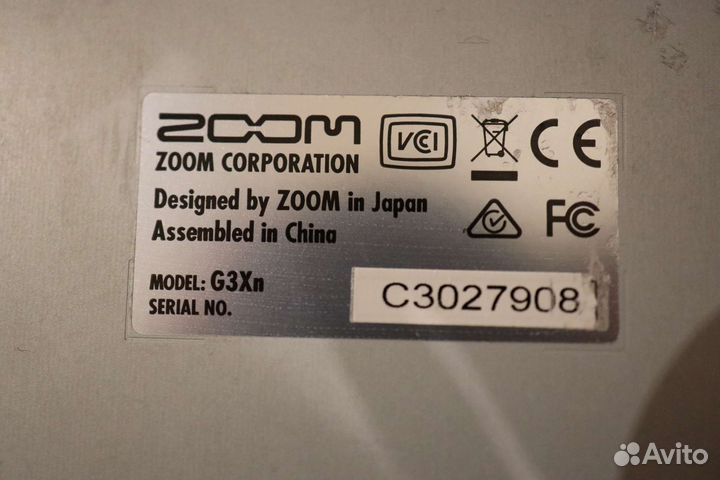 ZOOM
VCI
CE
ZOOM CORPORATION
Designed by ZOOM in Japan
Assembled in China
FC
MODEL: G3Xn
SERIAL NO.
C3027908
Avito